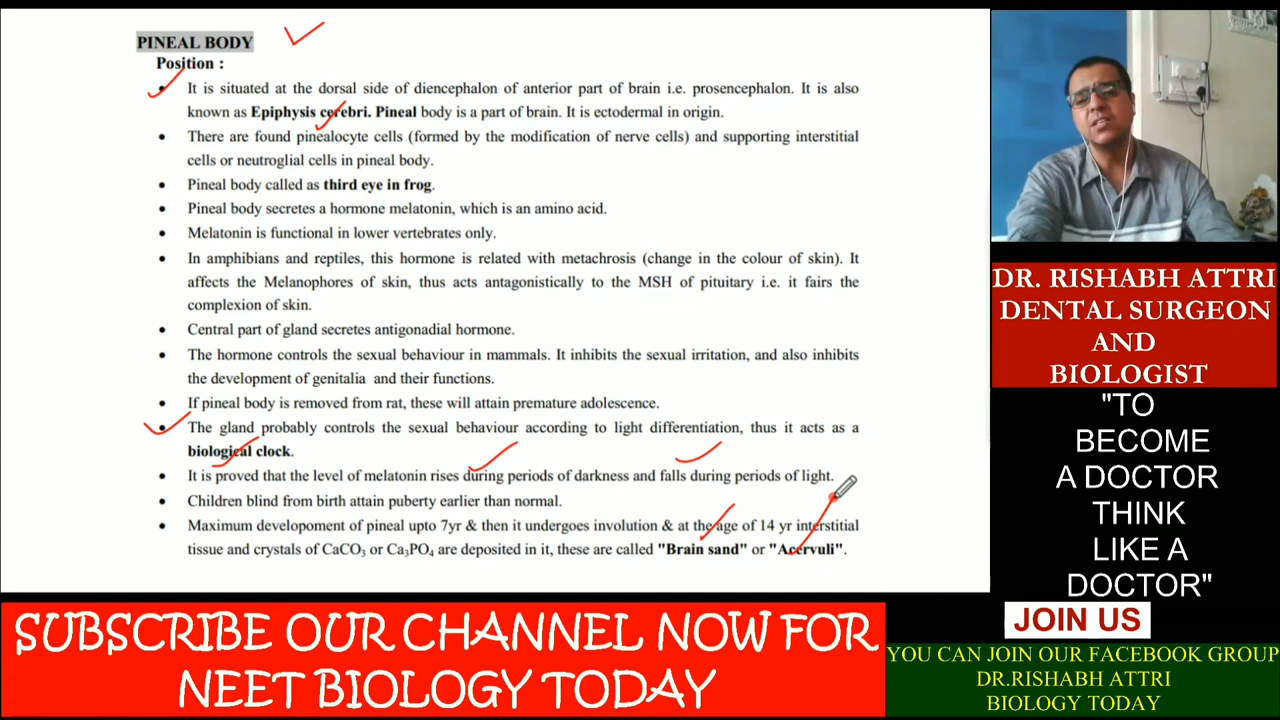 PINEAL BODY
Position :
• It is situated at the dorsal side of diencephalon of anterior part of brain i.e. prosencephalon. It is also
known as Epiphysis cerebri. Pineal body is a part of brain. It is ectodermal in origin.
• There are found pinealocyte cells (formed by the modification of nerve cells) and supporting interstitial
cells or neutroglial cells in pineal body.
• Pineal body called as third eye in frog.
• Pineal body secretes a hormone melatonin, which is an amino acid.
• Melatonin is functional in lower vertebrates only.
• In amphibians and reptiles, this hormone is related with metachrosis (change in the colour of skin). It
affects the Melanophores of skin, thus acts antagonistically to the MSH of pituitary i.e. it fairs the
complexion of skin.
• Central part of gland secretes antigonadial hormone.
• The hormone controls the sexual behaviour in mammals. It inhibits the sexual irritation, and also inhibits
the development of genitalia and their functions.
• If pineal body is removed from rat, these will attain premature adolescence.
• The gland probably controls the sexual behaviour according to light differentiation, thus it acts as a
biological clock.
• It is proved that the level of melatonin rises during periods of darkness and falls during periods of light.
• Children blind from birth attain puberty earlier than normal.
• Maximum developoment of pineal upto 7yr & then it undergoes involution & at the age of 14 yr interstitial
tissue and crystals of CaCO₃ or Ca₃PO₄ are deposited in it, these are called "Brain sand" or "Acervuli".
DR. RISHABH ATTRI
DENTAL SURGEON
AND
BIOLOGIST
"TO
BECOME
A DOCTOR
THINK
LIKE A
DOCTOR"
JOIN US
YOU CAN JOIN OUR FACEBOOK GROUP
DR.RISHABH ATTRI
BIOLOGY TODAY
SUBSCRIBE OUR CHANNEL NOW FOR
NEET BIOLOGY TODAY